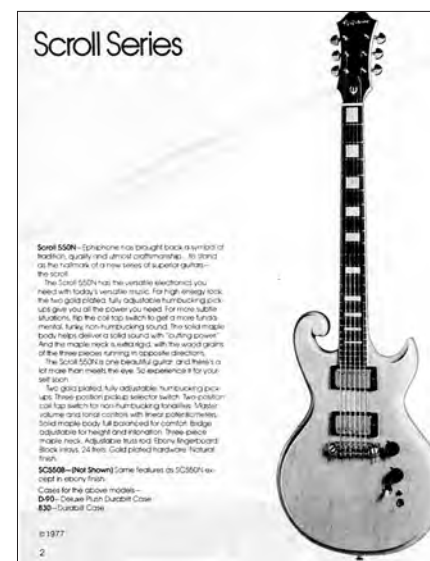 Scroll Series
Epiphone
Scroll 550N—Epiphone has brought back a symbol of
tradition, quality and utmost craftsmanship... to stand
as the hallmark of a new series of superior guitars—
the scroll.
The Scroll 550N has the versatile electronics you
need with today's versatile music. For high energy rock,
the two gold plated, fully adjustable humbucking pick-
ups give you all the power you need. For more subtle
situations, flip the coil tap switch to get a more funda-
mental, funky, non-humbucking sound. The solid maple
body helps deliver a solid sound with "cutting power."
And the maple neck is extra rigid, with the wood grains
of the three pieces running in opposite directions.
The Scroll 550N is one beautiful guitar, and there's a
lot more than meets the eye. So experience it for your-
self soon.
Two gold plated, fully adjustable humbucking pick-
ups. Three-position pickup selector switch. Two-position
coil tap switch for non-humbucking tonalities. Master
volume and tonal controls with linear potentiometers.
Solid maple body full balanced for comfort. Bridge
adjustable for height and intonation. Three-piece
maple neck. Adjustable truss rod. Ebony fingerboard.
Block inlays. 24 frets. Gold plated hardware. Natural
finish.
SC550B—(Not Shown) Same features as SC550N ex-
cept in ebony finish.
Cases for the above models—
D-90—Deluxe Plush Durabilt Case
830—Durabilt Case
©1977
2